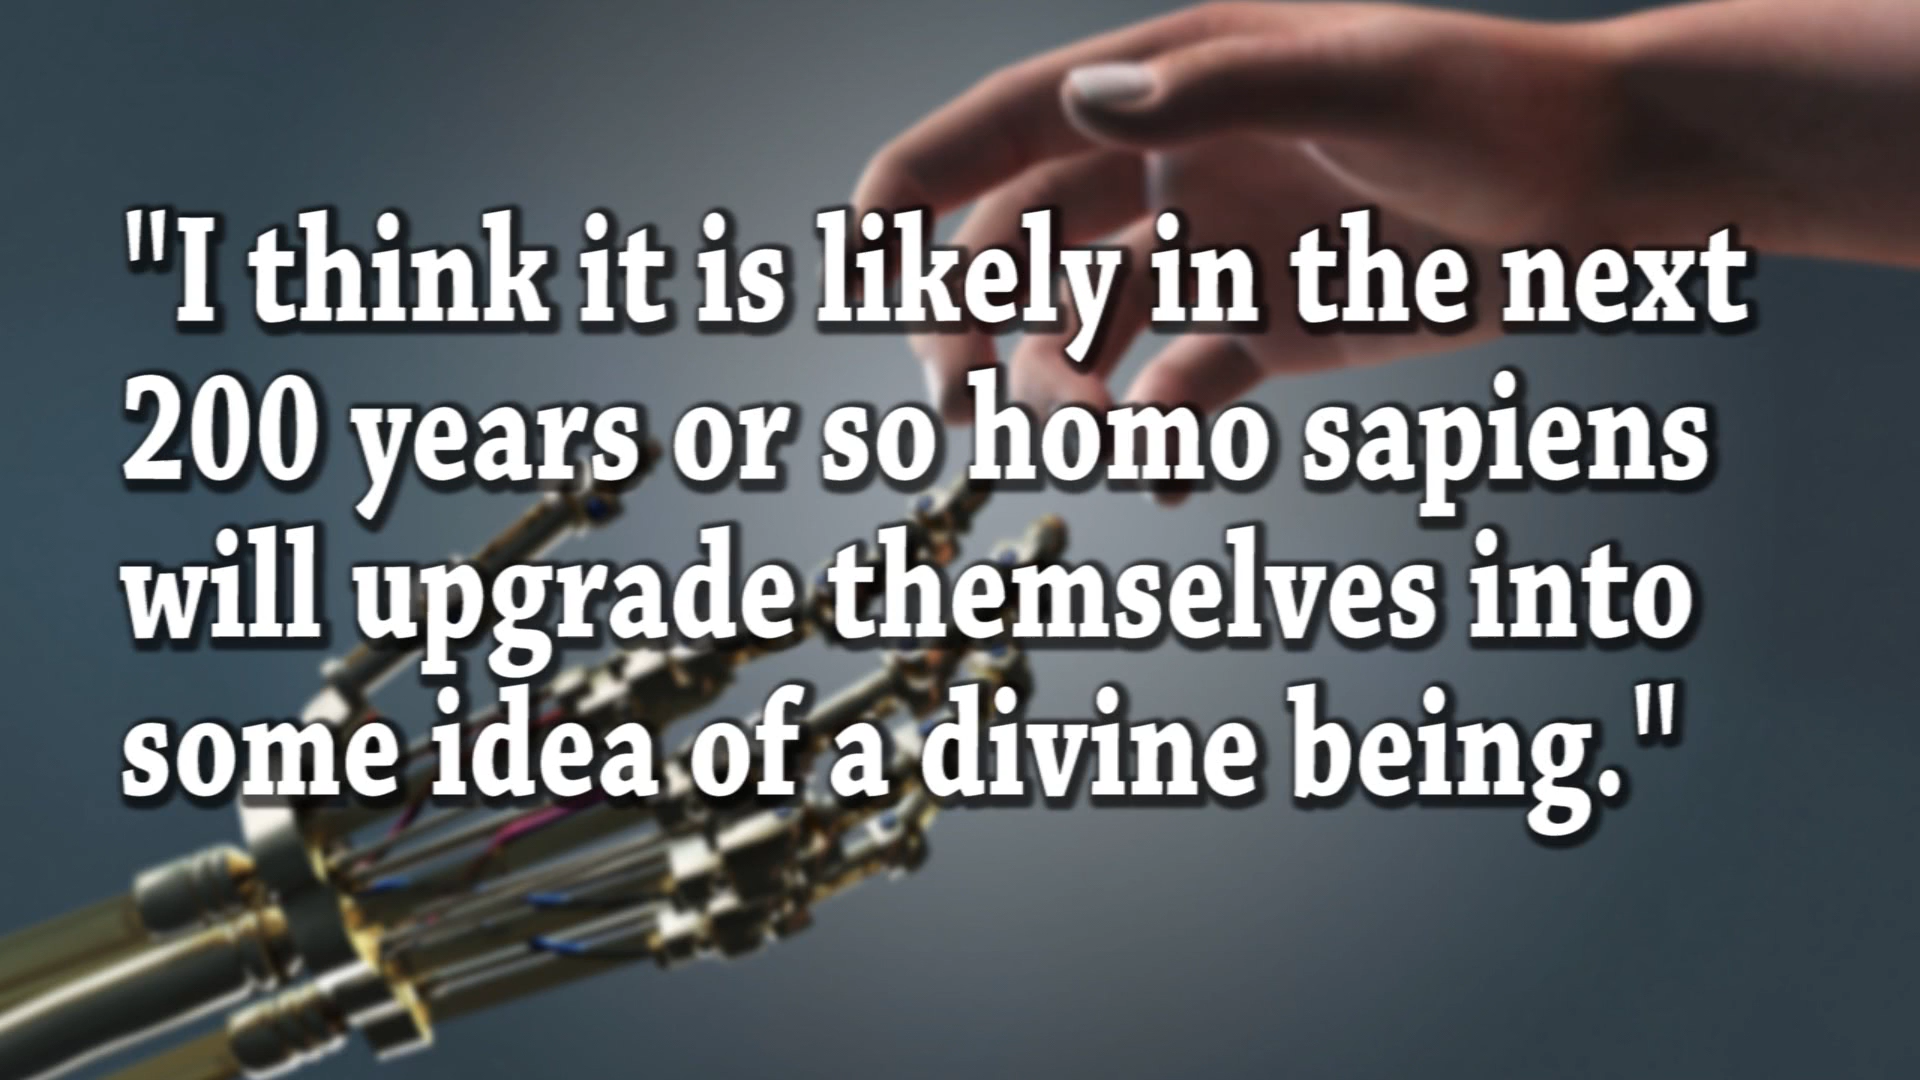 "I think it is likely in the next
200 years or so homo sapiens
will upgrade themselves into
some idea of a divine being."